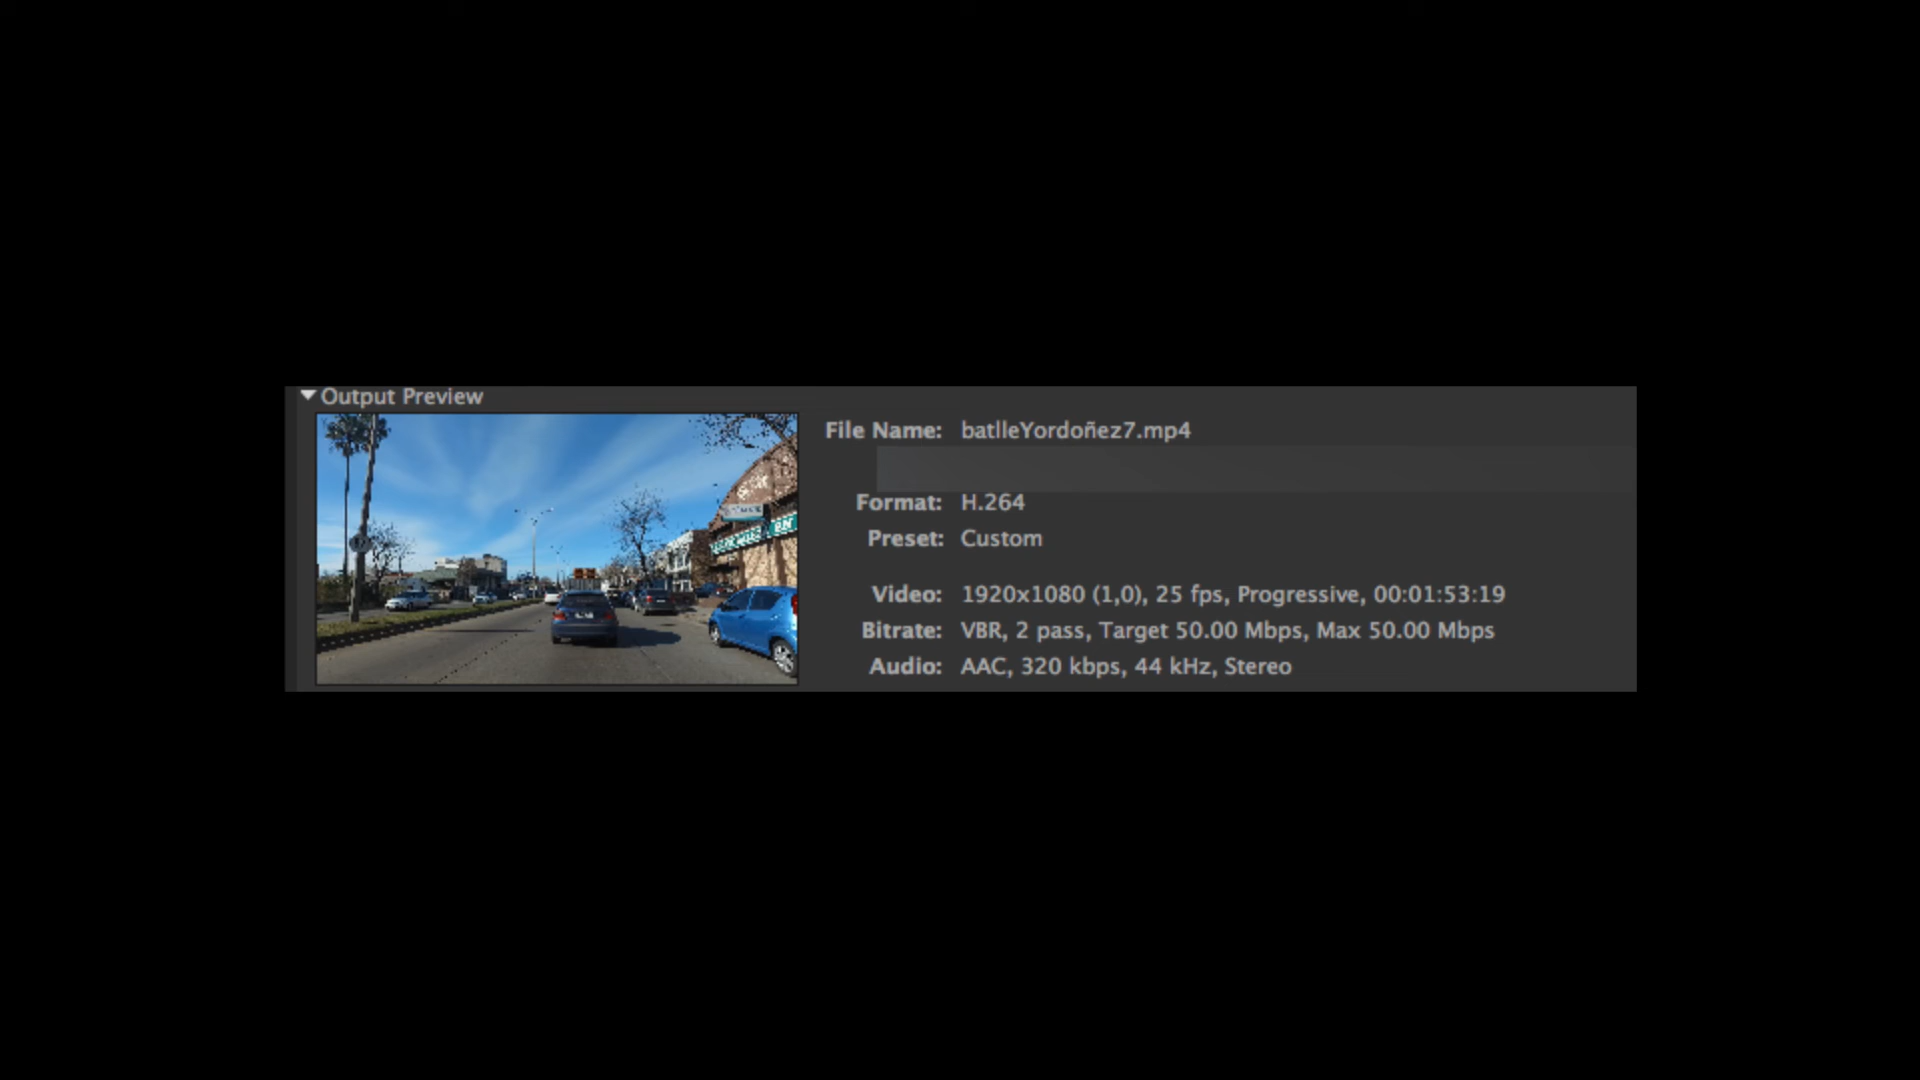 Output Preview
File Name: batlleYordoñez7.mp4
Format: H.264
Preset: Custom
Video: 1920x1080 (1,0), 25 fps, Progressive, 00:01:53:19
Bitrate: VBR, 2 pass, Target 50.00 Mbps, Max 50.00 Mbps
Audio: AAC, 320 kbps, 44 kHz, Stereo